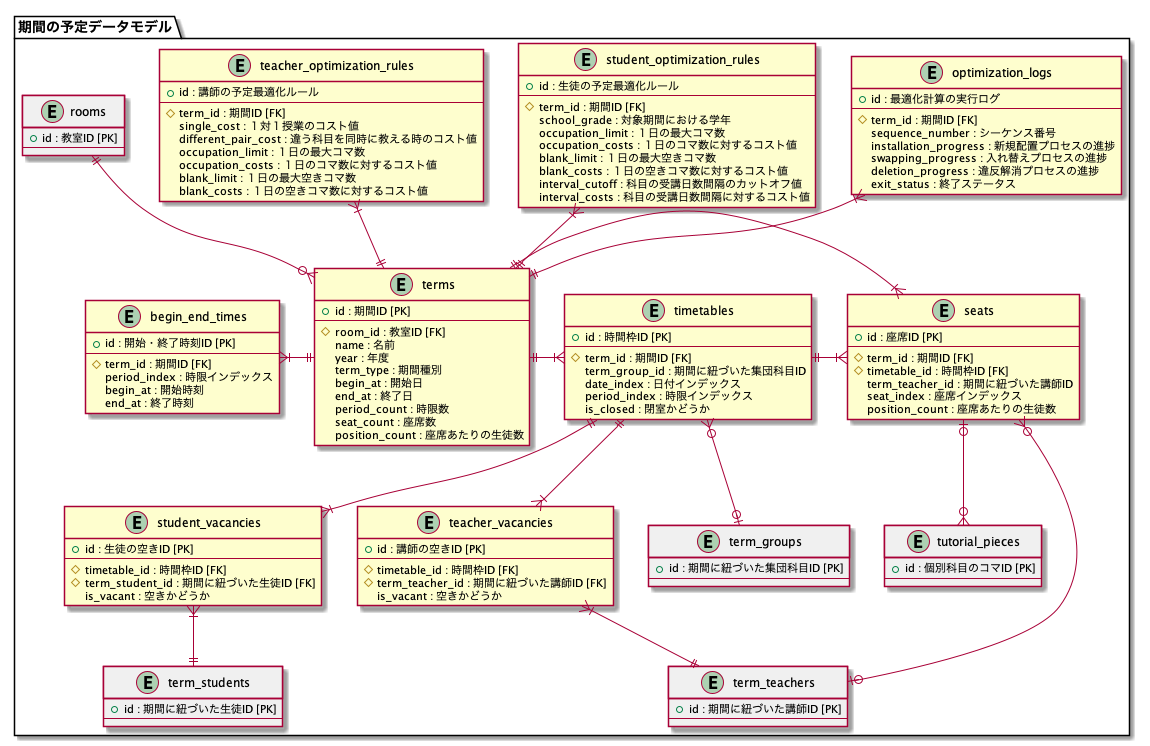 期間の予定データモデル
E teacher_optimization_rules
id : 講師の予定最適化ルール
term_id : 期間ID [FK]
single_cost : １対１授業のコスト値
different_pair_cost : 違う科目を同時に教える時のコスト値
occupation_limit : １日の最大コマ数
occupation_costs : １日のコマ数に対するコスト値
blank_limit : １日の最大空きコマ数
blank_costs : １日の空きコマ数に対するコスト値
E student_optimization_rules
id : 生徒の予定最適化ルール
term_id : 期間ID [FK]
school_grade : 対象期間における学年
occupation_limit : １日の最大コマ数
occupation_costs : １日のコマ数に対するコスト値
blank_limit : １日の最大空きコマ数
blank_costs : １日の空きコマ数に対するコスト値
interval_cutoff : 科目の受講日数間隔のカットオフ値
interval_costs : 科目の受講日数間隔に対するコスト値
E optimization_logs
id : 最適化計算の実行ログ
term_id : 期間ID [FK]
sequence_number : シーケンス番号
installation_progress : 新規配置プロセスの進捗
swapping_progress : 入れ替えプロセスの進捗
deletion_progress : 違反解消プロセスの進捗
exit_status : 終了ステータス
E rooms
id : 教室ID [PK]
E begin_end_times
id : 開始・終了時刻ID [PK]
term_id : 期間ID [FK]
period_index : 時限インデックス
begin_at : 開始時刻
end_at : 終了時刻
E terms
id : 期間ID [PK]
room_id : 教室ID [FK]
name : 名前
year : 年度
term_type : 期間種別
begin_at : 開始日
end_at : 終了日
period_count : 時限数
seat_count : 座席数
position_count : 座席あたりの生徒数
E timetables
id : 時間枠ID [PK]
term_id : 期間ID [FK]
term_group_id : 期間に紐づいた集団科目ID
date_index : 日付インデックス
period_index : 時限インデックス
is_closed : 閉室かどうか
E seats
id : 座席ID [PK]
term_id : 期間ID [FK]
timetable_id : 時間枠ID [FK]
term_teacher_id : 期間に紐づいた講師ID
seat_index : 座席インデックス
position_count : 座席あたりの生徒数
E student_vacancies
id : 生徒の空きID [PK]
timetable_id : 時間枠ID [FK]
term_student_id : 期間に紐づいた生徒ID [FK]
is_vacant : 空きかどうか
E teacher_vacancies
id : 講師の空きID [PK]
timetable_id : 時間枠ID [FK]
term_teacher_id : 期間に紐づいた講師ID [FK]
is_vacant : 空きかどうか
E term_groups
id : 期間に紐づいた集団科目ID [PK]
E tutorial_pieces
id : 個別科目のコマID [PK]
E term_students
id : 期間に紐づいた生徒ID [PK]
E term_teachers
id : 期間に紐づいた講師ID [PK]